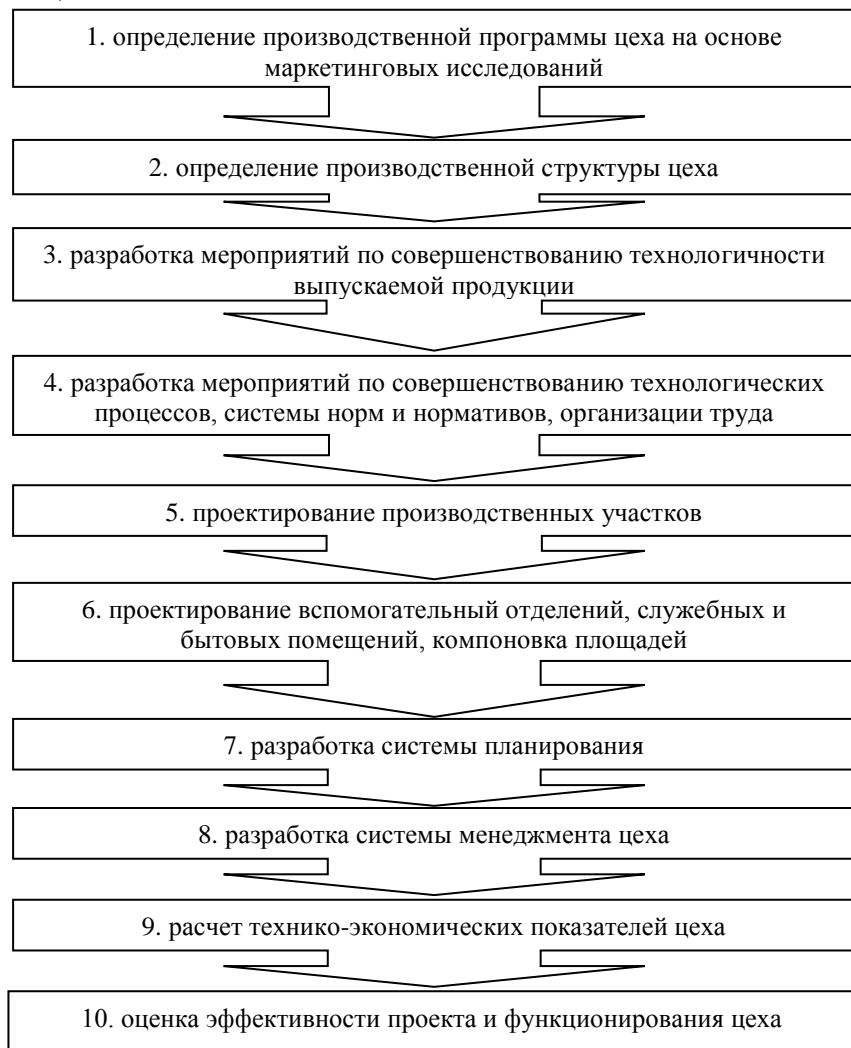 1. определение производственной программы цеха на основе
маркетинговых исследований
2. определение производственной структуры цеха
3. разработка мероприятий по совершенствованию технологичности
выпускаемой продукции
4. разработка мероприятий по совершенствованию технологических
процессов, системы норм и нормативов, организации труда
5. проектирование производственных участков
6. проектирование вспомогательный отделений, служебных и
бытовых помещений, компоновка площадей
7. разработка системы планирования
8. разработка системы менеджмента цеха
9. расчет технико-экономических показателей цеха
10. оценка эффективности проекта и функционирования цеха